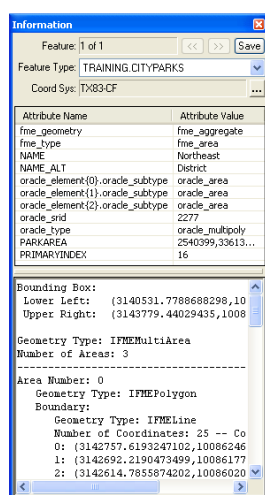 Information
Feature: 1 of 1 << >> Save
Feature Type: TRAINING.CITYPARKS
Coord Sys: TX83-CF ...
Attribute Name Attribute Value
fme_geometry fme_aggregate
fme_type fme_area
NAME Northeast
NAME_ALT District
oracle_element{0}.oracle_subtype oracle_area
oracle_element{1}.oracle_subtype oracle_area
oracle_element{2}.oracle_subtype oracle_area
oracle_srid 2277
oracle_type oracle_multipoly
PARKAREA 2540399,33613...
PRIMARYINDEX 16
Bounding Box:
Lower Left: (3140531.7788688298,10
Upper Right: (3143779.44029435,1008
Geometry Type: IFMEMultiArea
Number of Areas: 3
Area Number: 0
Geometry Type: IFMEPolygon
Boundary:
Geometry Type: IFMELine
Number of Coordinates: 25 -- Co
0: (3142757.6193247102,10086246
1: (3142692.2190473499,10086177
2: (3142614.7855874202,10086020